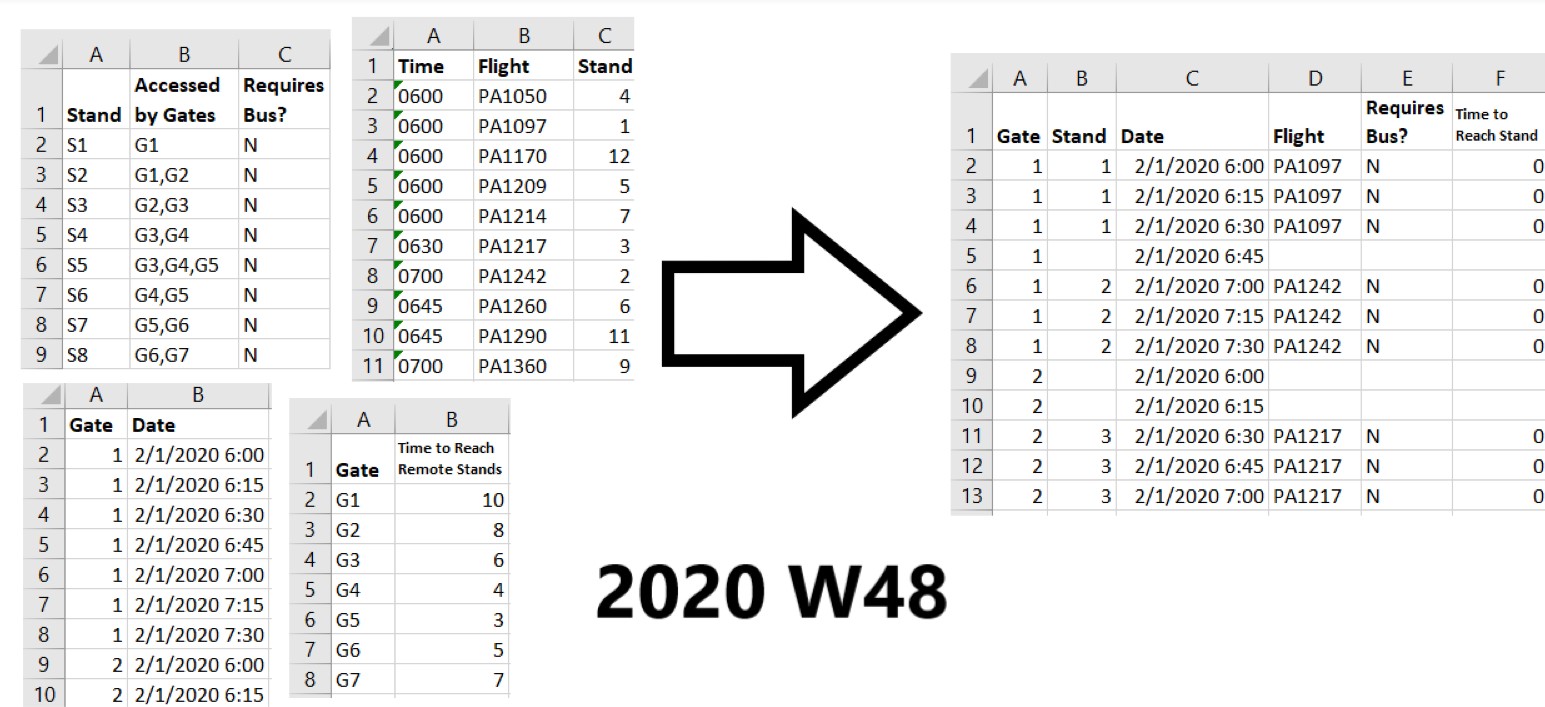 A B C
1 Stand Accessed by Gates Requires Bus?
2 S1 G1 N
3 S2 G1,G2 N
4 S3 G2,G3 N
5 S4 G3,G4 N
6 S5 G3,G4,G5 N
7 S6 G4,G5 N
8 S7 G5,G6 N
9 S8 G6,G7 N
A B C
1 Time Flight Stand
2 0600 PA1050 4
3 0600 PA1097 1
4 0600 PA1170 12
5 0600 PA1209 5
6 0600 PA1214 7
7 0630 PA1217 3
8 0700 PA1242 2
9 0645 PA1260 6
10 0645 PA1290 11
11 0700 PA1360 9
A B
1 Gate Date
2 1 2/1/2020 6:00
3 1 2/1/2020 6:15
4 1 2/1/2020 6:30
5 1 2/1/2020 6:45
6 1 2/1/2020 7:00
7 1 2/1/2020 7:15
8 1 2/1/2020 7:30
9 2 2/1/2020 6:00
10 2 2/1/2020 6:15
A B
1 Gate Time to Reach Remote Stands
2 G1 10
3 G2 8
4 G3 6
5 G4 4
6 G5 3
7 G6 5
8 G7 7
2020 W48
A B C D E F
1 Gate Stand Date Flight Requires Bus? Time to Reach Stand
2 1 1 2/1/2020 6:00 PA1097 N 0
3 1 1 2/1/2020 6:15 PA1097 N 0
4 1 1 2/1/2020 6:30 PA1097 N 0
5 1 2/1/2020 6:45
6 1 2 2/1/2020 7:00 PA1242 N 0
7 1 2 2/1/2020 7:15 PA1242 N 0
8 1 2 2/1/2020 7:30 PA1242 N 0
9 2 2/1/2020 6:00
10 2 2/1/2020 6:15
11 2 3 2/1/2020 6:30 PA1217 N 0
12 2 3 2/1/2020 6:45 PA1217 N 0
13 2 3 2/1/2020 7:00 PA1217 N 0